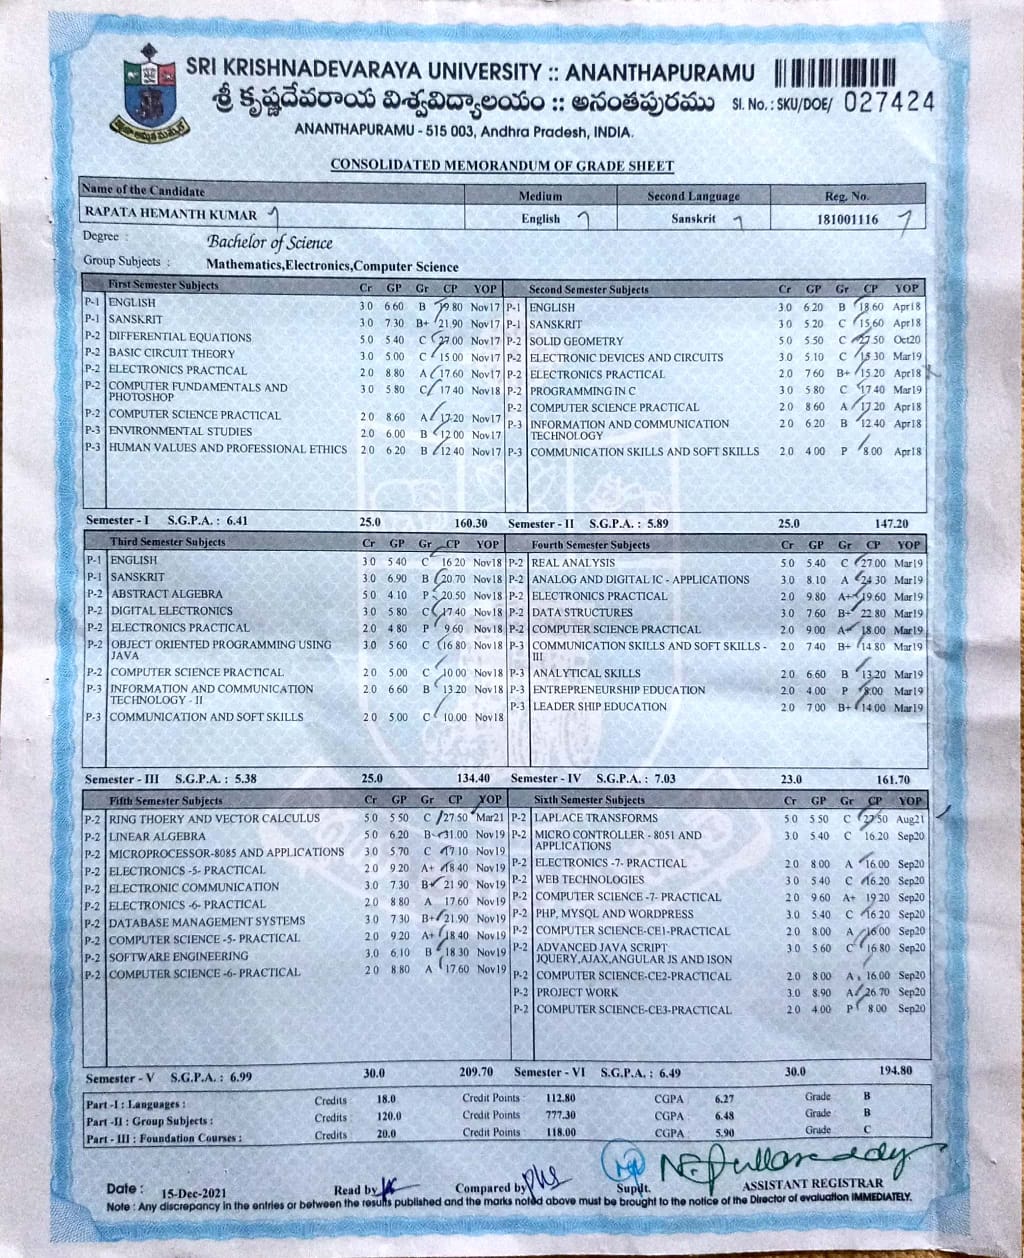 SRI KRISHNADEVARAYA UNIVERSITY :: ANANTHAPURAMU
శ్రీ కృష్ణదేవరాయ విశ్వవిద్యాలయం :: అనంతపురము
Sl. No. : SKU/DOE/ 027424
ANANTHAPURAMU - 515 003, Andhra Pradesh, INDIA.
CONSOLIDATED MEMORANDUM OF GRADE SHEET
Name of the Candidate Medium Second Language Reg. No.
RAPATA HEMANTH KUMAR English Sanskrit 181001116
Degree : Bachelor of Science
Group Subjects : Mathematics,Electronics,Computer Science
First Semester Subjects Cr GP Gr CP YOP
P-1 ENGLISH 3.0 6.60 B 19.80 Nov17
P-1 SANSKRIT 3.0 7.30 B+ 21.90 Nov17
P-2 DIFFERENTIAL EQUATIONS 5.0 5.40 C 27.00 Nov17
P-2 BASIC CIRCUIT THEORY 3.0 5.00 C 15.00 Nov17
P-2 ELECTRONICS PRACTICAL 2.0 8.80 A 17.60 Nov17
P-2 COMPUTER FUNDAMENTALS AND 3.0 5.80 C 17.40 Nov18
PHOTOSHOP
P-2 COMPUTER SCIENCE PRACTICAL 2.0 8.60 A 17.20 Nov17
P-3 ENVIRONMENTAL STUDIES 2.0 6.00 B 12.00 Nov17
P-3 HUMAN VALUES AND PROFESSIONAL ETHICS 2.0 6.20 B 12.40 Nov17
Semester - I S.G.P.A. : 6.41 25.0 160.30
Second Semester Subjects Cr GP Gr CP YOP
P-1 ENGLISH 3.0 6.20 B 18.60 Apr18
P-1 SANSKRIT 3.0 5.20 C 15.60 Apr18
P-2 SOLID GEOMETRY 5.0 5.50 C 27.50 Oct20
P-2 ELECTRONIC DEVICES AND CIRCUITS 3.0 5.10 C 15.30 Mar19
P-2 ELECTRONICS PRACTICAL 2.0 7.60 B+ 15.20 Apr18
P-2 PROGRAMMING IN C 3.0 5.80 C 17.40 Mar19
P-2 COMPUTER SCIENCE PRACTICAL 2.0 8.60 A 17.20 Apr18
P-3 INFORMATION AND COMMUNICATION 2.0 6.20 B 12.40 Apr18
TECHNOLOGY
P-3 COMMUNICATION SKILLS AND SOFT SKILLS 2.0 4.00 P 8.00 Apr18
Semester - II S.G.P.A. : 5.89 25.0 147.20
Third Semester Subjects Cr GP Gr CP YOP
P-1 ENGLISH 3.0 5.40 C 16.20 Nov18
P-1 SANSKRIT 3.0 6.90 B 20.70 Nov18
P-2 ABSTRACT ALGEBRA 5.0 4.10 P 20.50 Nov18
P-2 DIGITAL ELECTRONICS 3.0 5.80 C 17.40 Nov18
P-2 ELECTRONICS PRACTICAL 2.0 4.80 P 9.60 Nov18
P-2 OBJECT ORIENTED PROGRAMMING USING 3.0 5.60 C 16.80 Nov18
JAVA
P-2 COMPUTER SCIENCE PRACTICAL 2.0 5.00 C 10.00 Nov18
P-3 INFORMATION AND COMMUNICATION 2.0 6.60 B 13.20 Nov18
TECHNOLOGY - II
P-3 COMMUNICATION AND SOFT SKILLS 2.0 5.00 C 10.00 Nov18
Semester - III S.G.P.A. : 5.38 25.0 134.40
Fourth Semester Subjects Cr GP Gr CP YOP
P-2 REAL ANALYSIS 5.0 5.40 C 27.00 Mar19
P-2 ANALOG AND DIGITAL IC - APPLICATIONS 3.0 8.10 A 24.30 Mar19
P-2 ELECTRONICS PRACTICAL 2.0 9.80 A+ 19.60 Mar19
P-2 DATA STRUCTURES 3.0 7.60 B+ 22.80 Mar19
P-2 COMPUTER SCIENCE PRACTICAL 2.0 9.00 A+ 18.00 Mar19
P-3 COMMUNICATION SKILLS AND SOFT SKILLS - 2.0 7.40 B+ 14.80 Mar19
III
P-3 ANALYTICAL SKILLS 2.0 6.60 B 13.20 Mar19
P-3 ENTREPRENEURSHIP EDUCATION 2.0 4.00 P 8.00 Mar19
P-3 LEADER SHIP EDUCATION 2.0 7.00 B+ 14.00 Mar19
Semester - IV S.G.P.A. : 7.03 23.0 161.70
Fifth Semester Subjects Cr GP Gr CP YOP
P-2 RING THOERY AND VECTOR CALCULUS 5.0 5.50 C 27.50 Mar21
P-2 LINEAR ALGEBRA 5.0 6.20 B 31.00 Nov19
P-2 MICROPROCESSOR-8085 AND APPLICATIONS 3.0 5.70 C 17.10 Nov19
P-2 ELECTRONICS -5- PRACTICAL 2.0 9.20 A+ 18.40 Nov19
P-2 ELECTRONIC COMMUNICATION 3.0 7.30 B+ 21.90 Nov19
P-2 ELECTRONICS -6- PRACTICAL 2.0 8.80 A 17.60 Nov19
P-2 DATABASE MANAGEMENT SYSTEMS 3.0 7.30 B+ 21.90 Nov19
P-2 COMPUTER SCIENCE -5- PRACTICAL 2.0 9.20 A+ 18.40 Nov19
P-2 SOFTWARE ENGINEERING 3.0 6.10 B 18.30 Nov19
P-2 COMPUTER SCIENCE -6- PRACTICAL 2.0 8.80 A 17.60 Nov19
Semester - V S.G.P.A. : 6.99 30.0 209.70
Sixth Semester Subjects Cr GP Gr CP YOP
P-2 LAPLACE TRANSFORMS 5.0 5.50 C 27.50 Aug21
P-2 MICRO CONTROLLER - 8051 AND 3.0 5.40 C 16.20 Sep20
APPLICATIONS
P-2 ELECTRONICS -7- PRACTICAL 2.0 8.00 A 16.00 Sep20
P-2 WEB TECHNOLOGIES 3.0 5.40 C 16.20 Sep20
P-2 COMPUTER SCIENCE -7- PRACTICAL 2.0 9.60 A+ 19.20 Sep20
P-2 PHP, MYSQL AND WORDPRESS 3.0 5.40 C 16.20 Sep20
P-2 COMPUTER SCIENCE-CE1-PRACTICAL 2.0 8.00 A 16.00 Sep20
P-2 ADVANCED JAVA SCRIPT 3.0 5.60 C 16.80 Sep20
JQUERY,AJAX,ANGULAR JS AND JSON
P-2 COMPUTER SCIENCE-CE2-PRACTICAL 2.0 8.00 A 16.00 Sep20
P-2 PROJECT WORK 3.0 8.90 A 26.70 Sep20
P-2 COMPUTER SCIENCE-CE3-PRACTICAL 2.0 4.00 P 8.00 Sep20
Semester - VI S.G.P.A. : 6.49 30.0 194.80
Part -I : Languages : Credits 18.0 Credit Points : 112.80 CGPA : 6.27 Grade B
Part -II : Group Subjects : Credits 120.0 Credit Points 777.30 CGPA : 6.48 Grade B
Part - III : Foundation Courses : Credits 20.0 Credit Points 118.00 CGPA : 5.90 Grade C
Date : 15-Dec-2021 Read by Compared by Supdt. ASSISTANT REGISTRAR
Note : Any discrepancy in the entries or between the results published and the marks noted above must be brought to the notice of the Director of evaluation IMMEDIATELY.